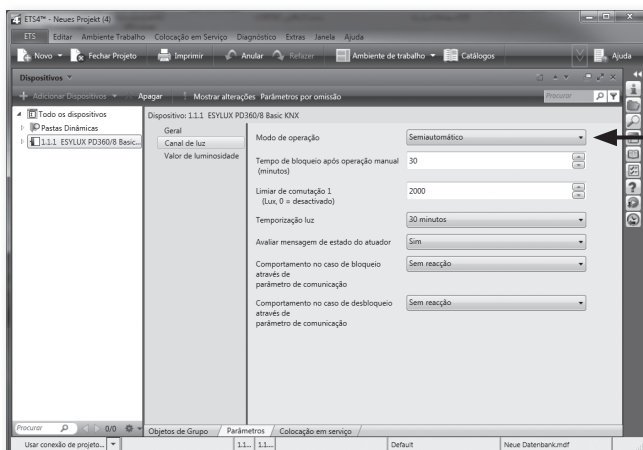 ETS4™ - Neues Projekt (4)
ETS Editar Ambiente Trabalho Colocação em Serviço Diagnóstico Extras Janela Ajuda
Novo Fechar Projeto Imprimir Anular Refazer Ambiente de trabalho Catálogos Ajuda
Dispositivos
Adicionar Dispositivos Apagar Mostrar alterações Parâmetros por omissão Procurar
Todo os dispositivos
Pastas Dinâmicas
1.1.1 ESYLUX PD360/8 Basic...
Dispositivo: 1.1.1 ESYLUX PD360/8 Basic KNX
Geral
Canal de luz
Valor de luminosidade
Modo de operação Semiautomático
Tempo de bloqueio após operação manual 30
(minutos)
Limiar de comutação 1 2000
(Lux, 0 = desactivado)
Temporização luz 30 minutos
Avaliar mensagem de estado do atuador Sim
Comportamento no caso de bloqueio Sem reacção
através de
parâmetro de comunicação
Comportamento no caso de desbloqueio Sem reacção
através de
parâmetro de comunicação
Procurar 0/0
Objetos de Grupo Parâmetros Colocação em serviço
Usar conexão de projeto... 1.1... 1.1.... Default Neue Datenbank.mdf